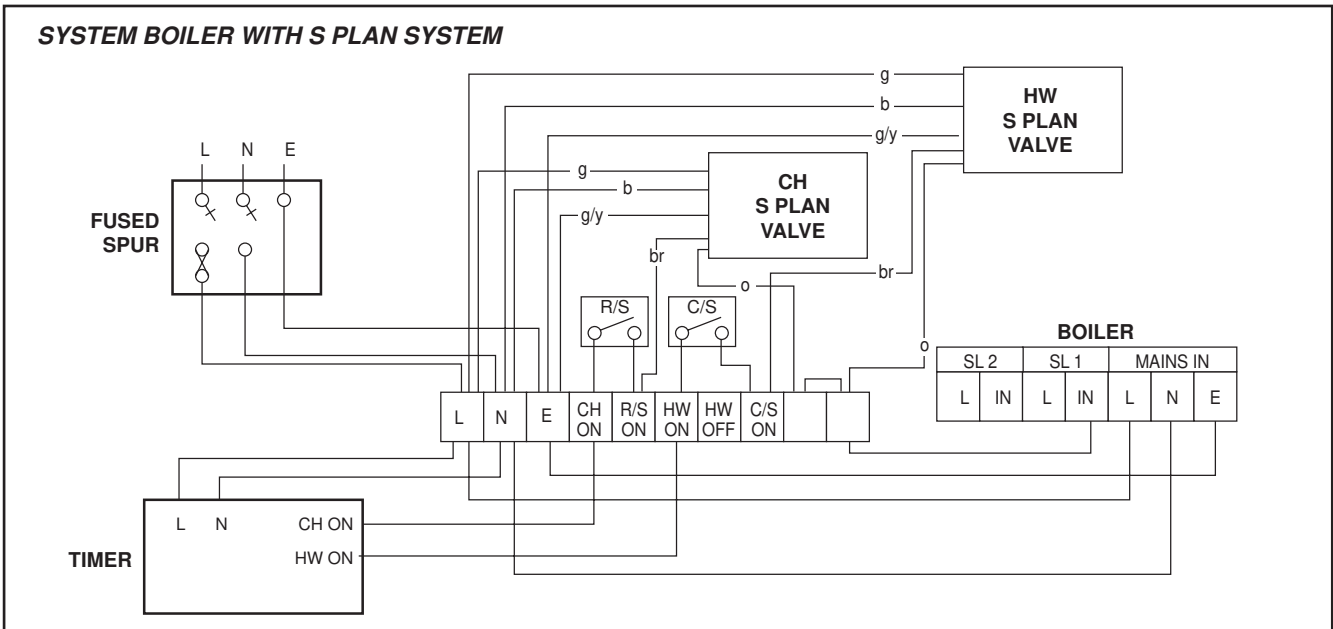 SYSTEM BOILER WITH S PLAN SYSTEM
g
HW
S PLAN
VALVE
b
g/y
L N E
FUSED
SPUR
g
CH
S PLAN
VALVE
b
g/y
br
o
br
R/S
C/S
o
BOILER
SL 2 SL 1 MAINS IN
L IN L IN L N E
L N E CH ON R/S ON HW ON HW OFF C/S ON
TIMER
L N CH ON
HW ON